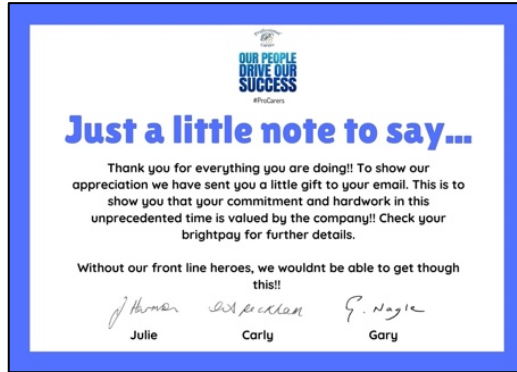 Professional
Carers
OUR PEOPLE
DRIVE OUR
SUCCESS
#ProCarers
Just a little note to say...
Thank you for everything you are doing!! To show our
appreciation we have sent you a little gift to your email. This is to
show you that your commitment and hardwork in this
unprecedented time is valued by the company!! Check your
brightpay for further details.
Without our front line heroes, we wouldnt be able to get though
this!!
G. Nagle
Julie Carly Gary